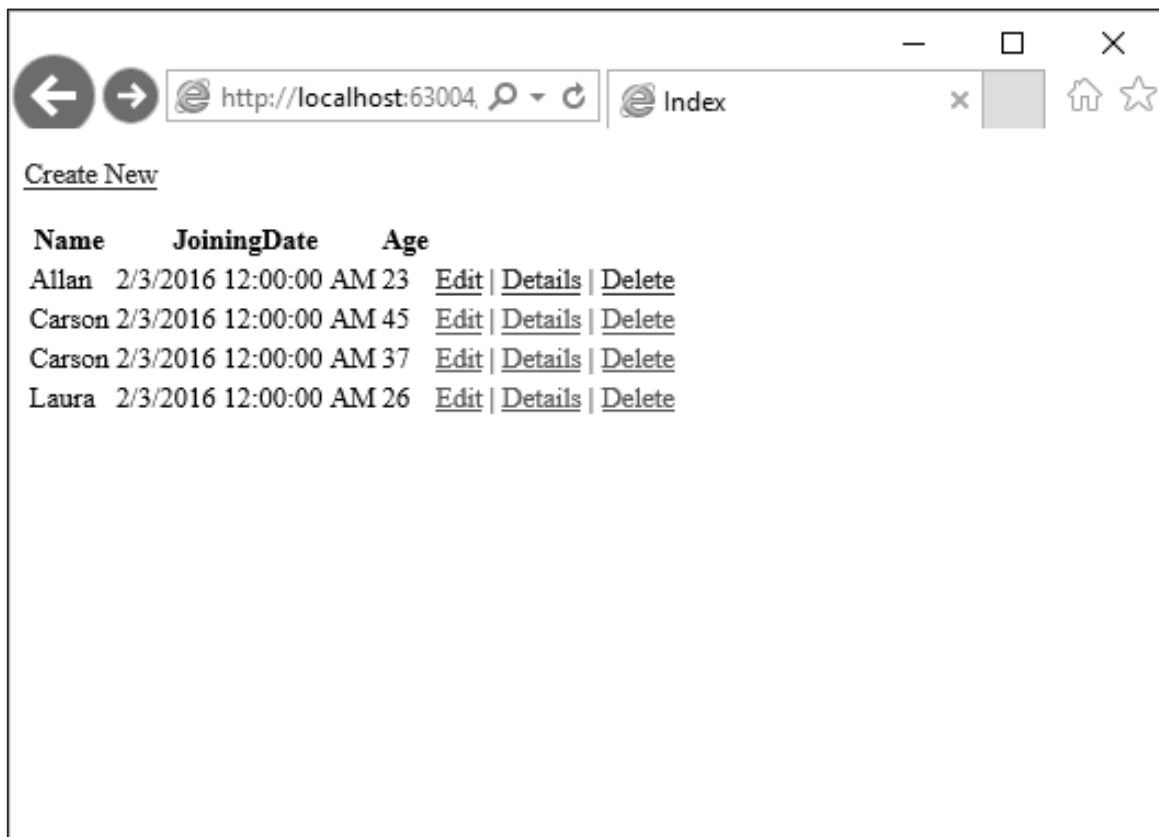 http://localhost:63004,
Index
Create New
Name JoiningDate Age
Allan 2/3/2016 12:00:00 AM 23 Edit | Details | Delete
Carson 2/3/2016 12:00:00 AM 45 Edit | Details | Delete
Carson 2/3/2016 12:00:00 AM 37 Edit | Details | Delete
Laura 2/3/2016 12:00:00 AM 26 Edit | Details | Delete